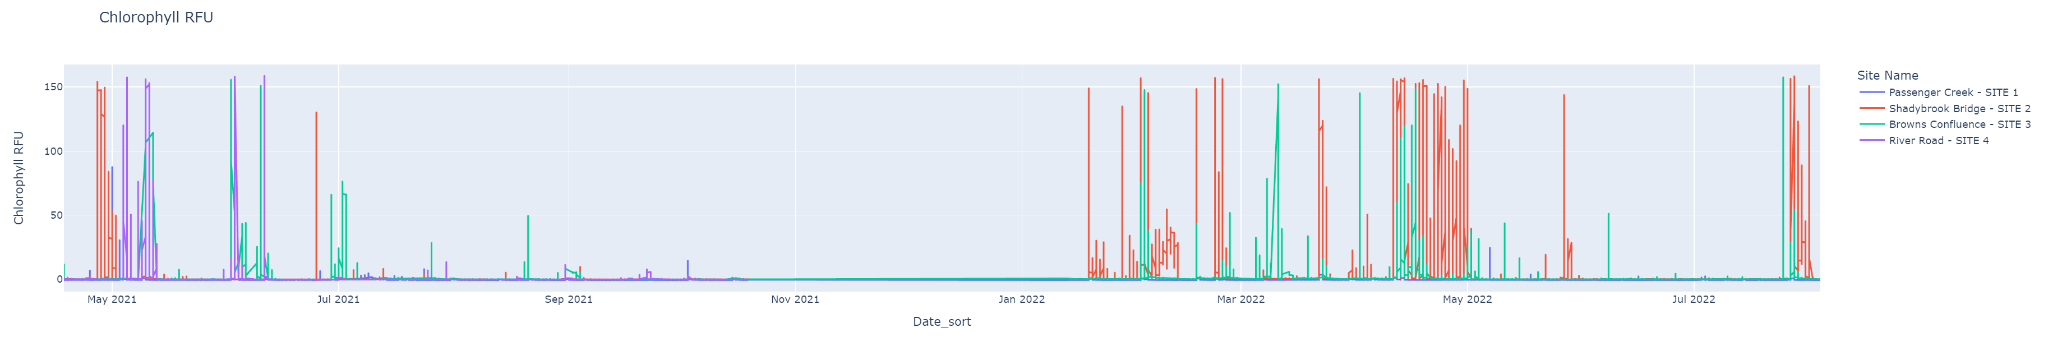 Chlorophyll RFU
Chlorophyll RFU
150
100
50
0
May 2021
Jul 2021
Sep 2021
Nov 2021
Jan 2022
Mar 2022
May 2022
Jul 2022
Date_sort
Site Name
Passenger Creek - SITE 1
Shadybrook Bridge - SITE 2
Browns Confluence - SITE 3
River Road - SITE 4